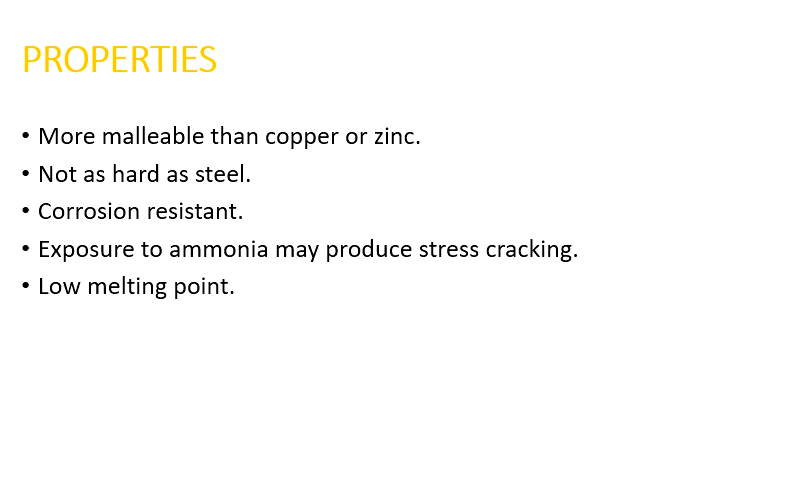 PROPERTIES
• More malleable than copper or zinc.
• Not as hard as steel.
• Corrosion resistant.
• Exposure to ammonia may produce stress cracking.
• Low melting point.